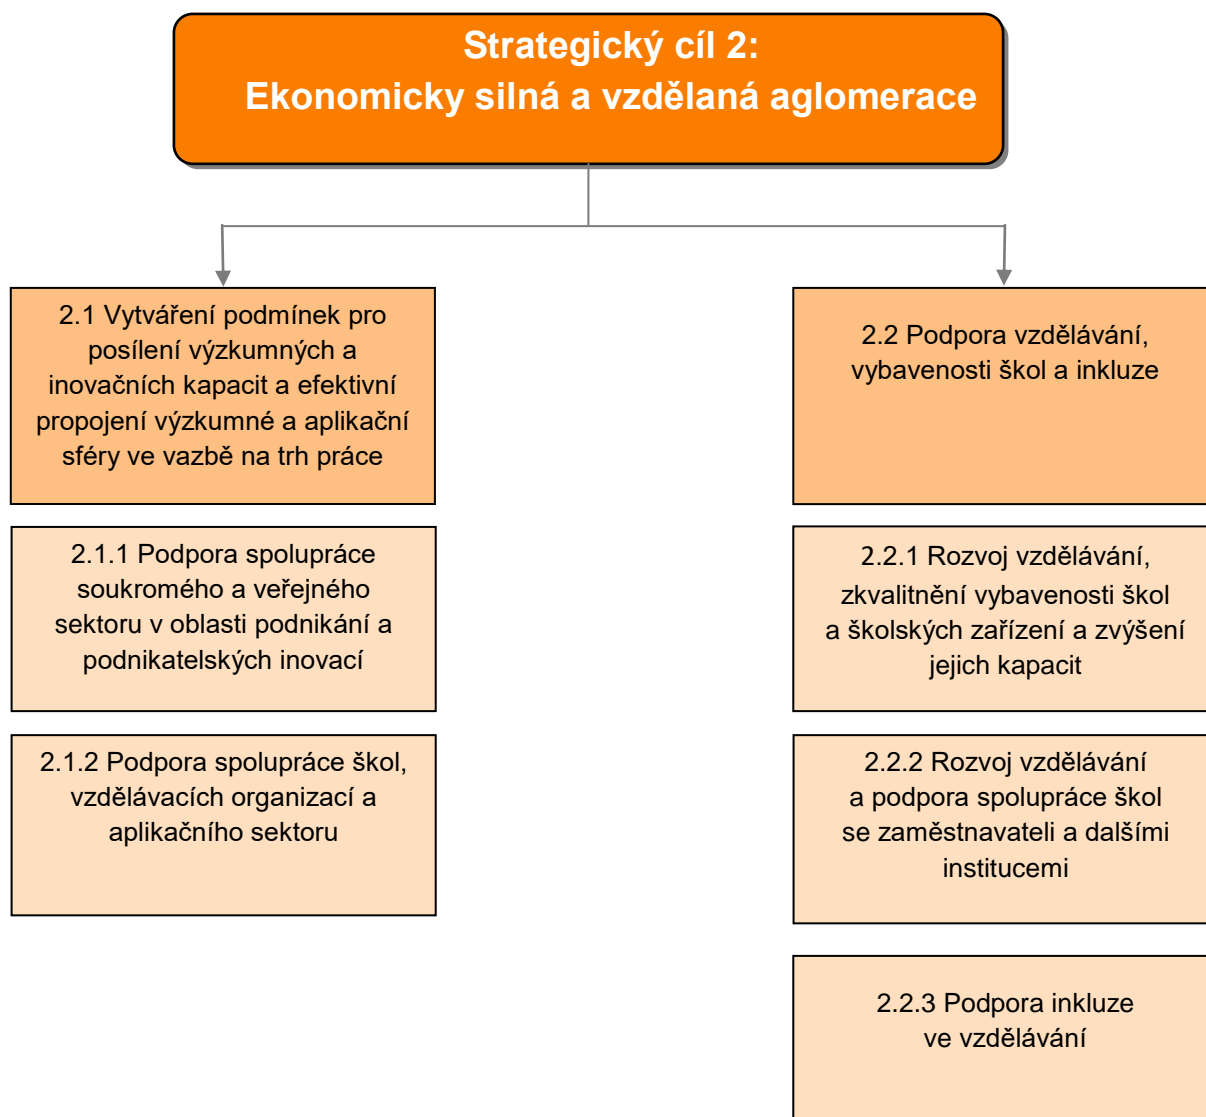 Strategický cíl 2:
Ekonomicky silná a vzdělaná aglomerace
2.1 Vytváření podmínek pro
posílení výzkumných a
inovačních kapacit a efektivní
propojení výzkumné a aplikační
sféry ve vazbě na trh práce
2.1.1 Podpora spolupráce
soukromého a veřejného
sektoru v oblasti podnikání a
podnikatelských inovací
2.1.2 Podpora spolupráce škol,
vzdělávacích organizací a
aplikačního sektoru
2.2 Podpora vzdělávání,
vybavenosti škol a inkluze
2.2.1 Rozvoj vzdělávání,
zkvalitnění vybavenosti škol
a školských zařízení a zvýšení
jejich kapacit
2.2.2 Rozvoj vzdělávání
a podpora spolupráce škol
se zaměstnavateli a dalšími
institucemi
2.2.3 Podpora inkluze
ve vzdělávání